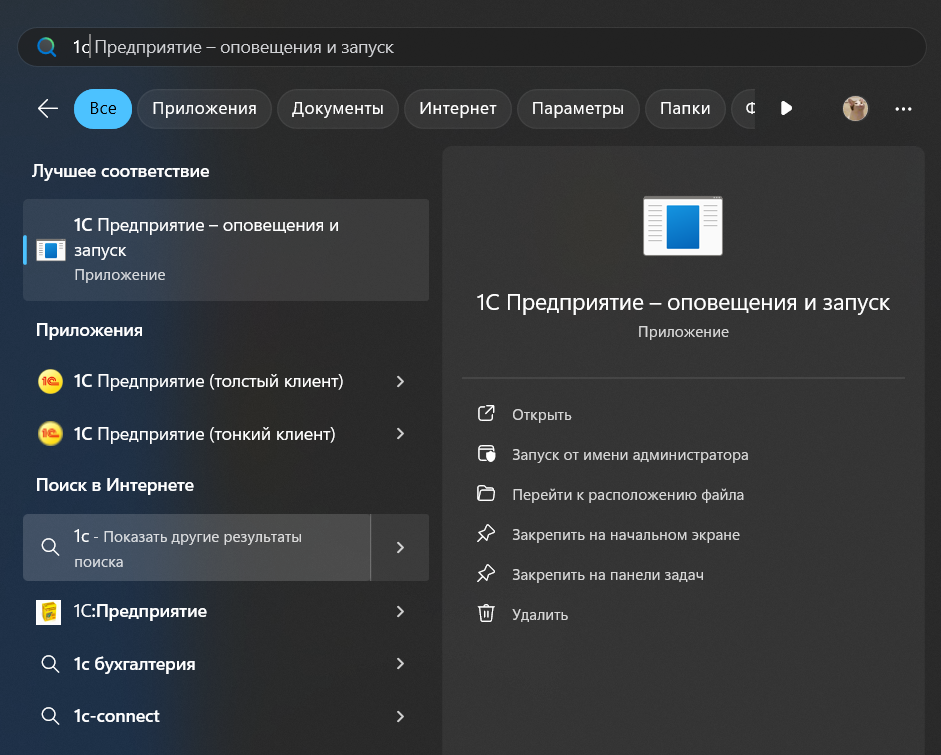 1c Предприятие – оповещения и запуск
Все Приложения Документы Интернет Параметры Папки
Лучшее соответствие
1С Предприятие – оповещения и
запуск
Приложение
Приложения
1С Предприятие (толстый клиент)
1С Предприятие (тонкий клиент)
Поиск в Интернете
1с - Показать другие результаты
поиска
1С:Предприятие
1с бухгалтерия
1c-connect
1С Предприятие – оповещения и запуск
Приложение
Открыть
Запуск от имени администратора
Перейти к расположению файла
Закрепить на начальном экране
Закрепить на панели задач
Удалить